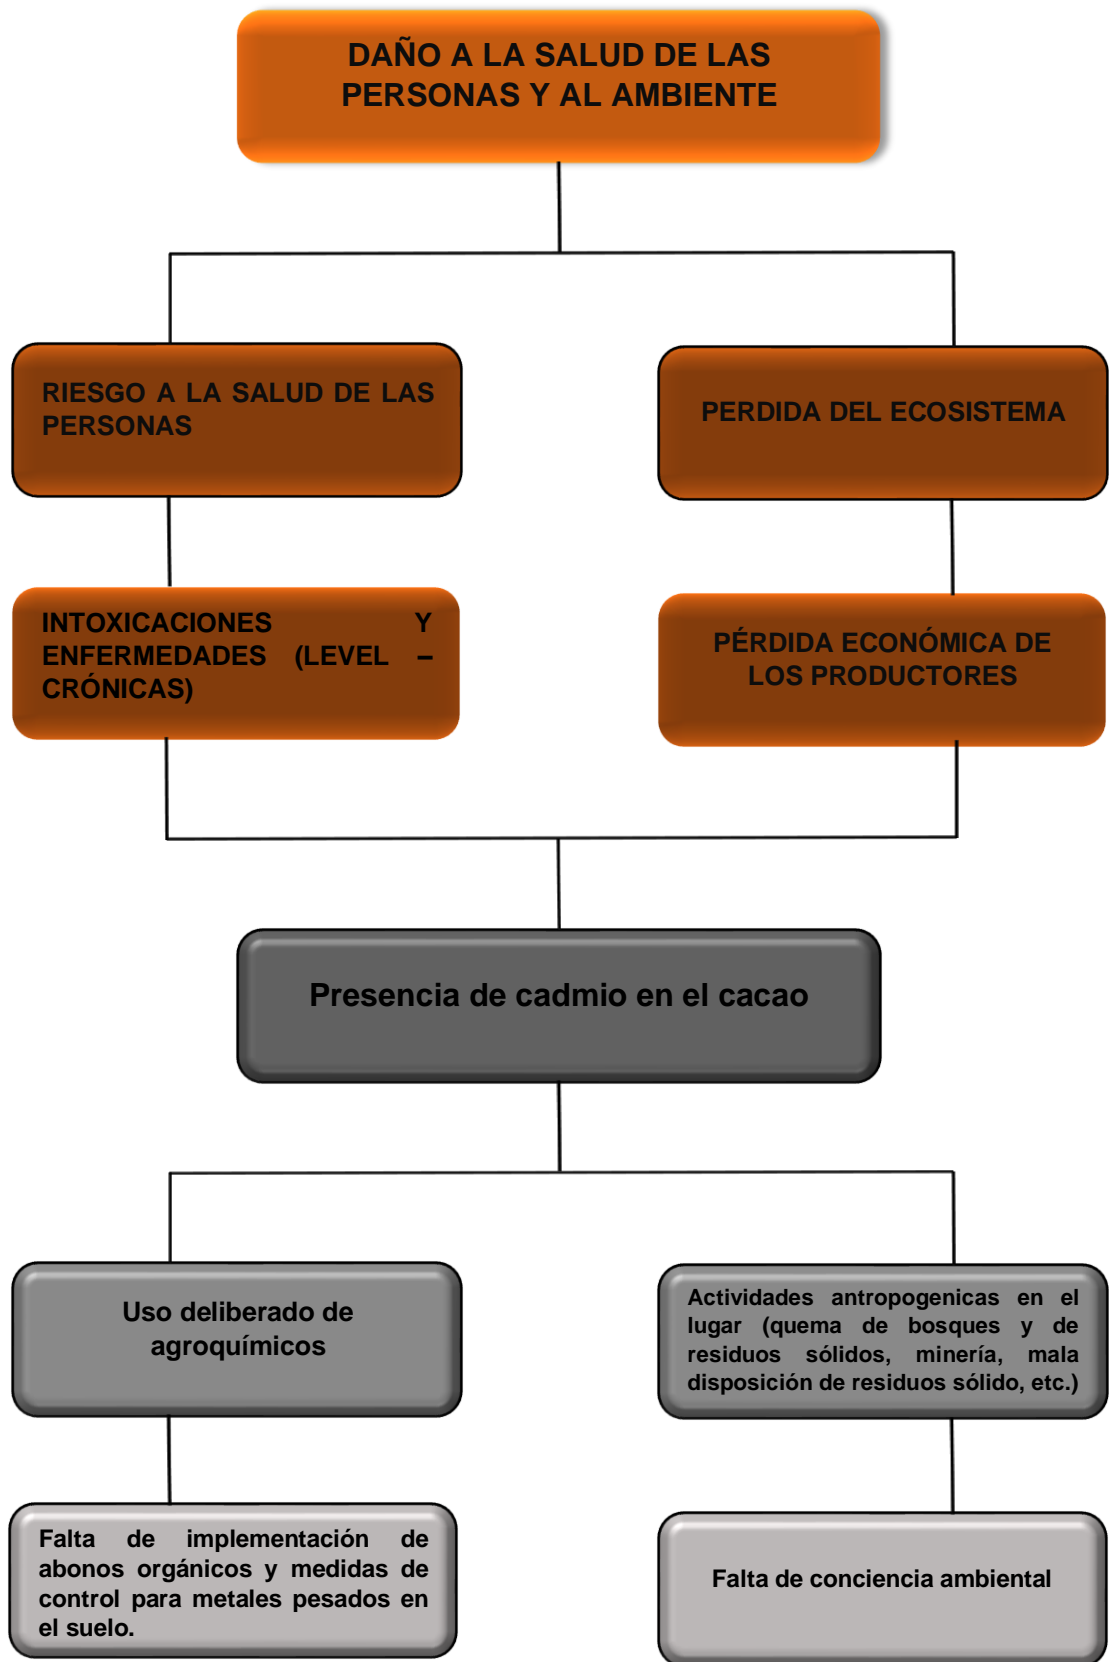 DAÑO A LA SALUD DE LAS
PERSONAS Y AL AMBIENTE
RIESGO A LA SALUD DE LAS
PERSONAS
PERDIDA DEL ECOSISTEMA
INTOXICACIONES Y
ENFERMEDADES (LEVEL –
CRÓNICAS)
PÉRDIDA ECONÓMICA DE
LOS PRODUCTORES
Presencia de cadmio en el cacao
Uso deliberado de
agroquímicos
Actividades antropogenicas en el
lugar (quema de bosques y de
residuos sólidos, minería, mala
disposición de residuos sólido, etc.)
Falta de implementación de
abonos orgánicos y medidas de
control para metales pesados en
el suelo.
Falta de conciencia ambiental